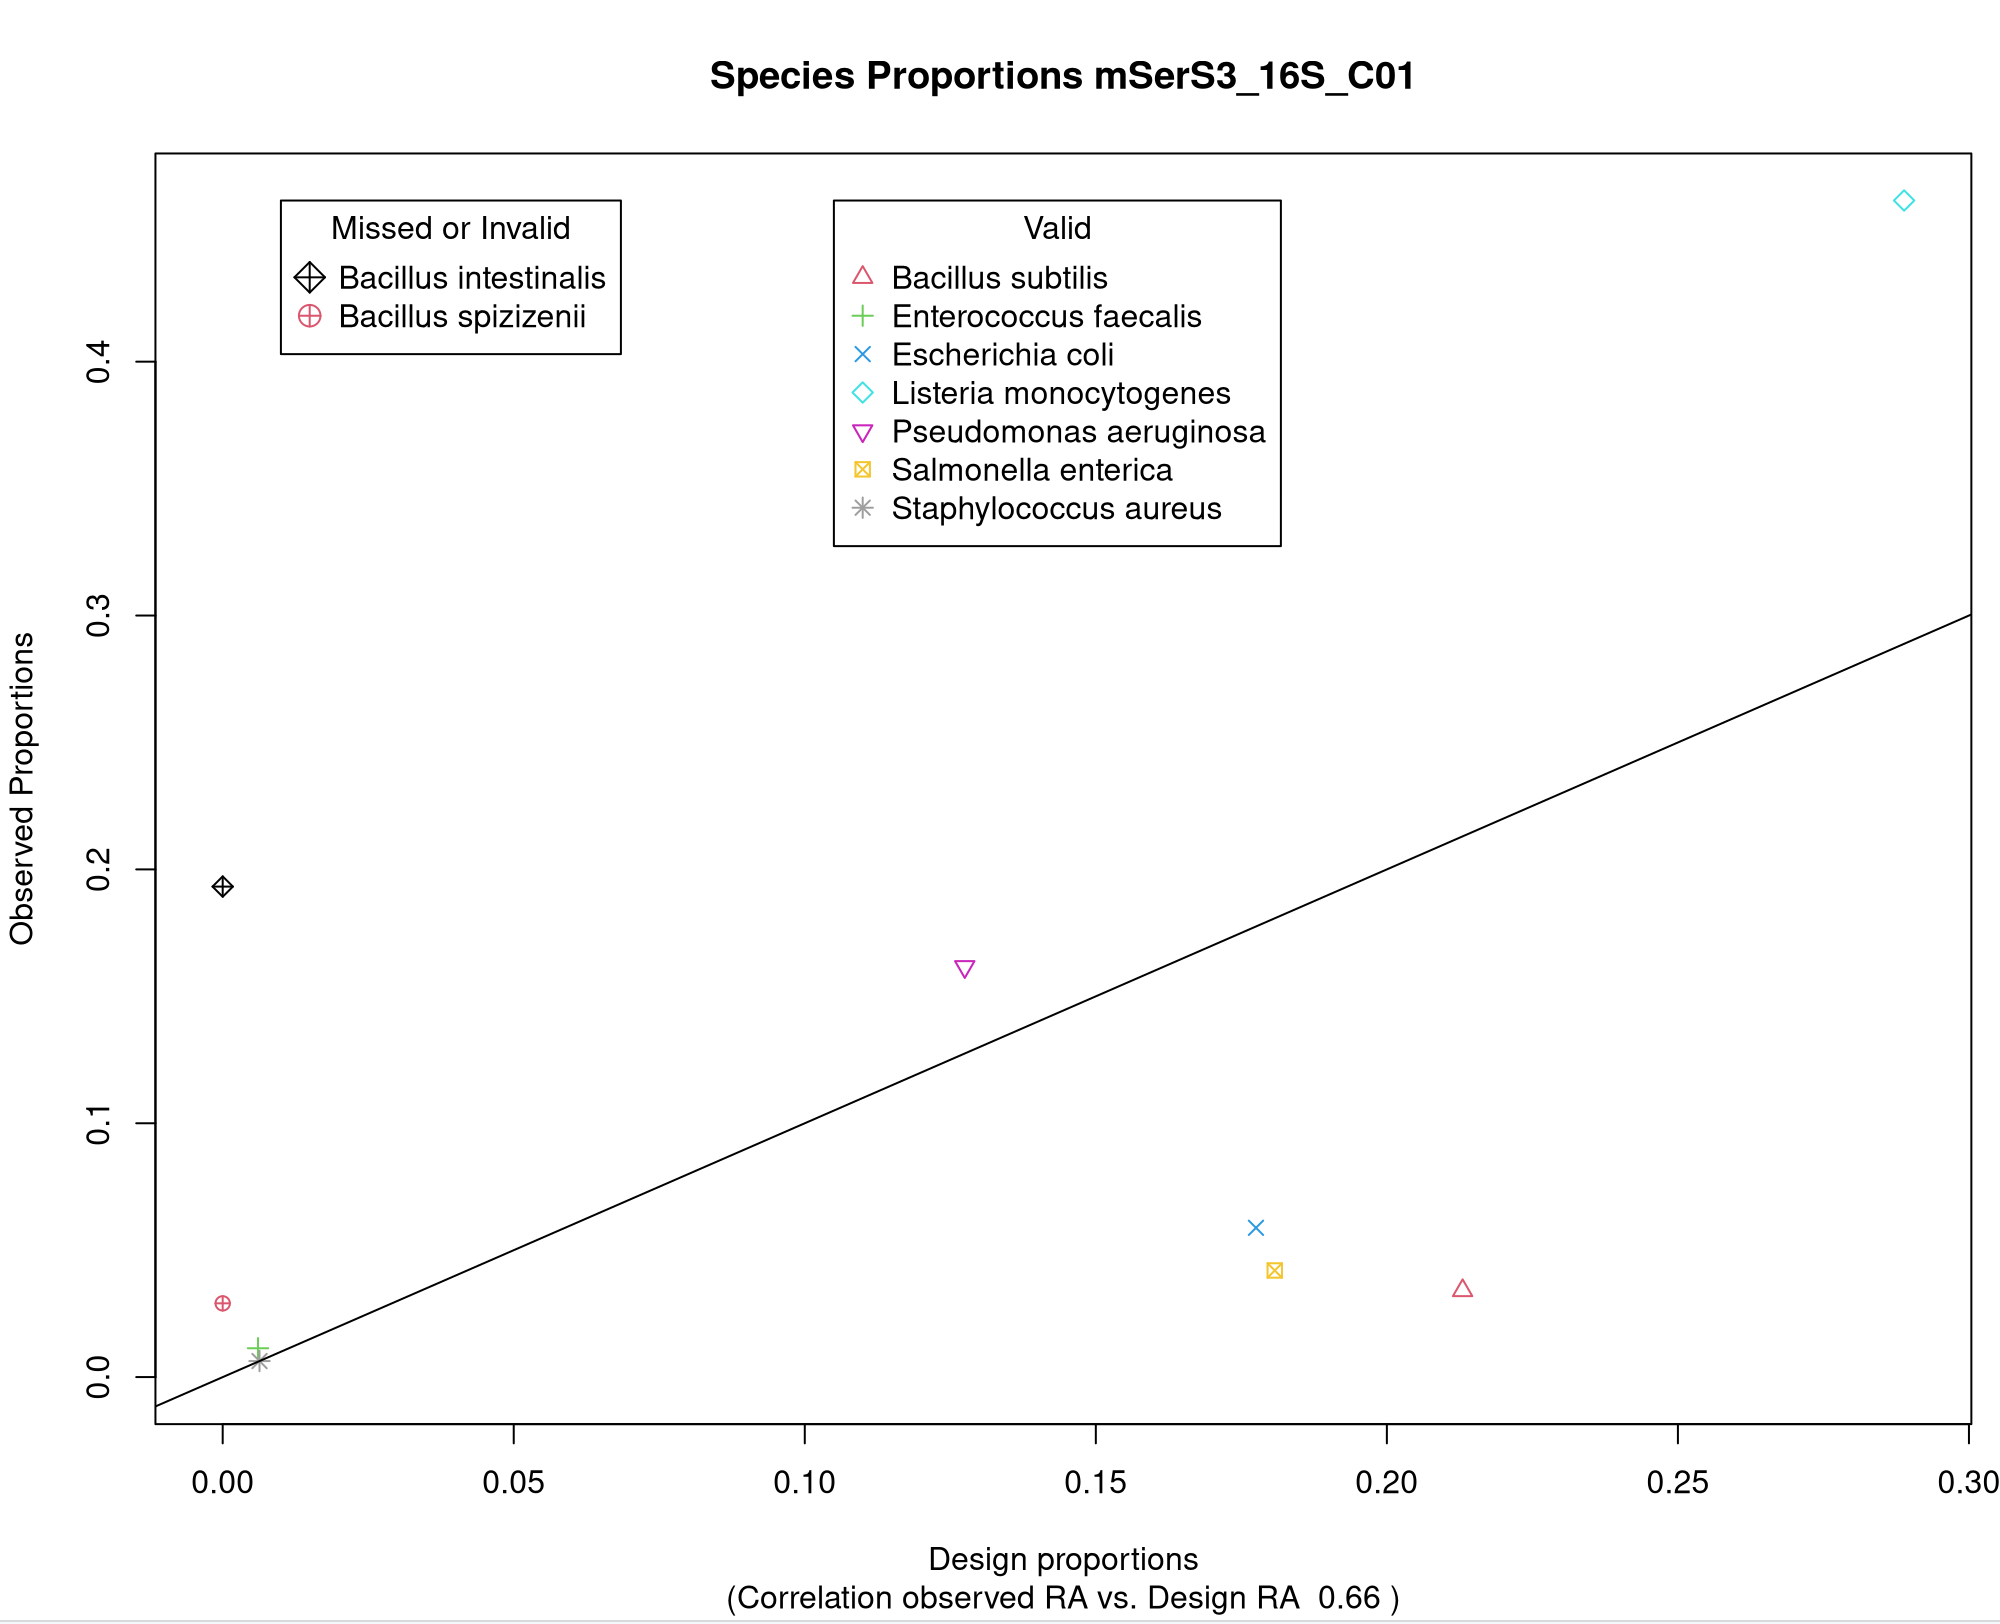 Species Proportions mSerS3_16S_C01
Missed or Invalid
Bacillus intestinalis
Bacillus spizizenii
Valid
Bacillus subtilis
Enterococcus faecalis
Escherichia coli
Listeria monocytogenes
Pseudomonas aeruginosa
Salmonella enterica
Staphylococcus aureus
Observed Proportions
0.4
0.3
0.2
0.1
0.0
0.00 0.05 0.10 0.15 0.20 0.25 0.30
Design proportions
(Correlation observed RA vs. Design RA 0.66 )